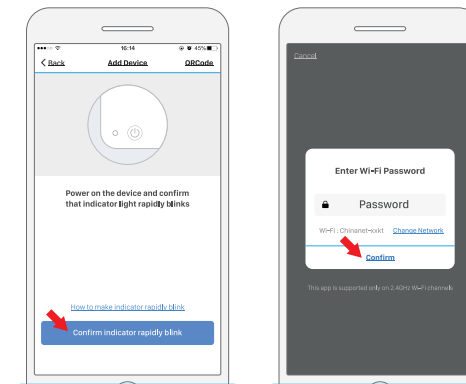 16:14
45%
Back
Add Device
QRCode
Power on the device and confirm
that indicator light rapidly blinks
How to make indicator rapidly blink
Confirm indicator rapidly blink
Cancel
Enter Wi-Fi Password
Password
Wi-Fi : Chinanet-xxkt Change Network
Confirm
This app is supported only on 2.4GHz Wi-Fi channels